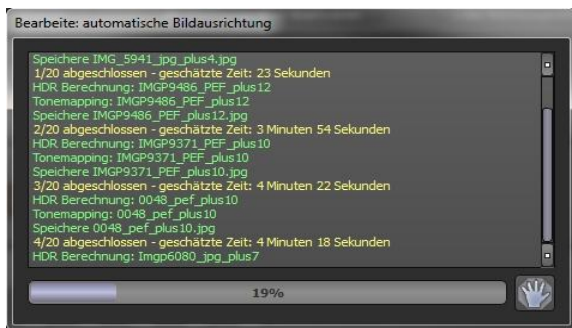 Bearbeite: automatische Bildausrichtung
Speichere IMG_5941_jpg_plus4.jpg
1/20 abgeschlossen - geschätzte Zeit: 23 Sekunden
HDR Berechnung: IMGP9486_PEF_plus12
Tonemapping: IMGP9486_PEF_plus12
Speichere IMGP9486_PEF_plus12.jpg
2/20 abgeschlossen - geschätzte Zeit: 3 Minuten 54 Sekunden
HDR Berechnung: IMGP9371_PEF_plus10
Tonemapping: IMGP9371_PEF_plus10
Speichere IMGP9371_PEF_plus10.jpg
3/20 abgeschlossen - geschätzte Zeit: 4 Minuten 22 Sekunden
HDR Berechnung: 0048_pef_plus10
Tonemapping: 0048_pef_plus10
Speichere 0048_pef_plus10.jpg
4/20 abgeschlossen - geschätzte Zeit: 4 Minuten 18 Sekunden
HDR Berechnung: Imgp6080_jpg_plus7
19%